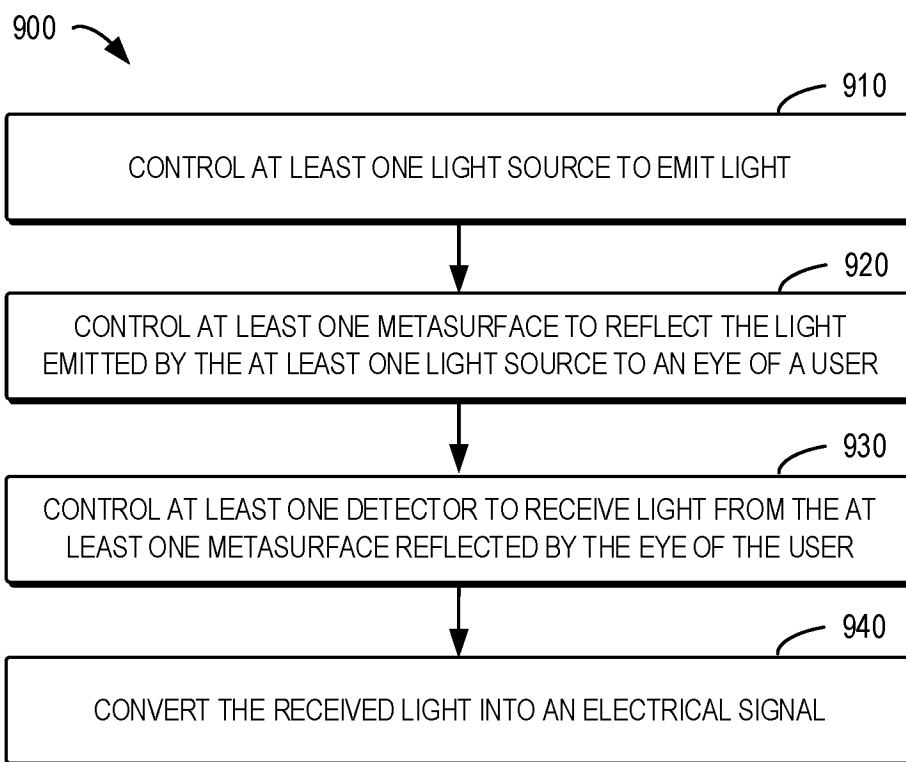 900
910
CONTROL AT LEAST ONE LIGHT SOURCE TO EMIT LIGHT
920
CONTROL AT LEAST ONE METASURFACE TO REFLECT THE LIGHT
EMITTED BY THE AT LEAST ONE LIGHT SOURCE TO AN EYE OF A USER
930
CONTROL AT LEAST ONE DETECTOR TO RECEIVE LIGHT FROM THE AT
LEAST ONE METASURFACE REFLECTED BY THE EYE OF THE USER
940
CONVERT THE RECEIVED LIGHT INTO AN ELECTRICAL SIGNAL